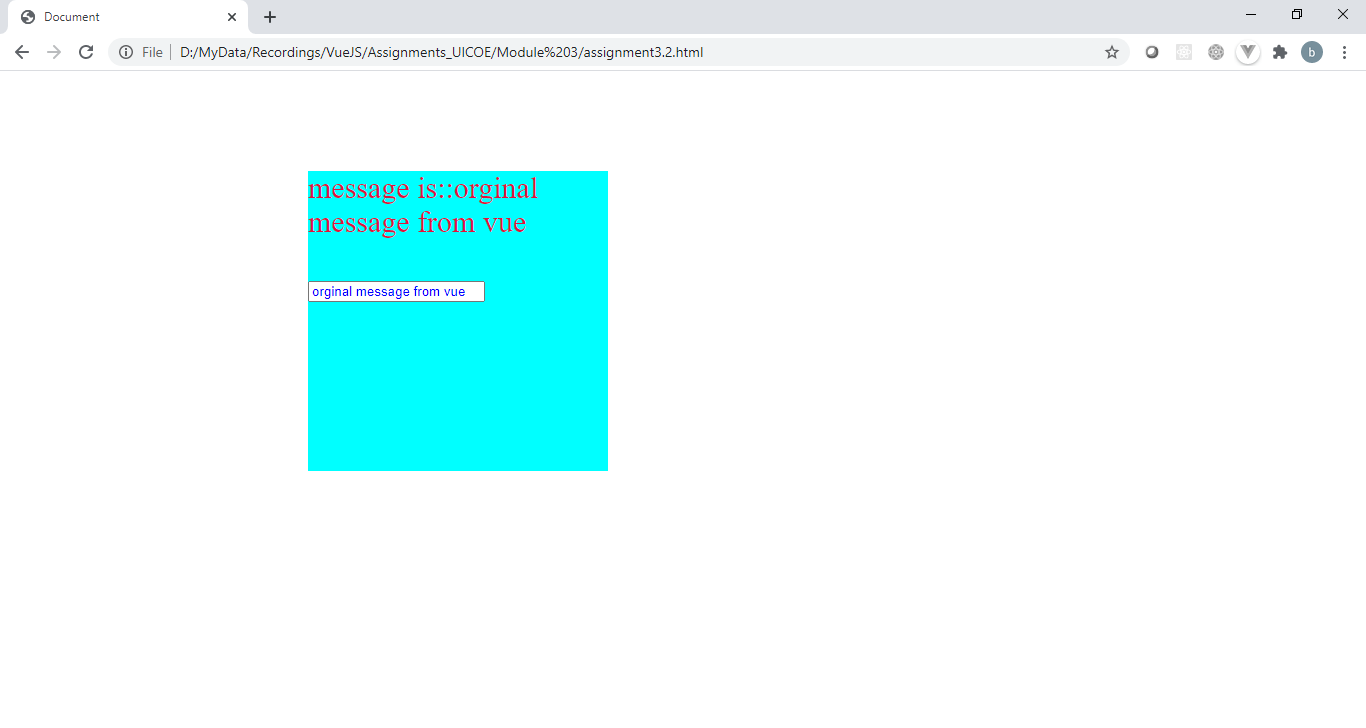 Document
File
D:/MyData/Recordings/VueJS/Assignments_UICOE/Module%203/assignment3.2.html
b
message is::orginal
message from vue
orginal message from vue